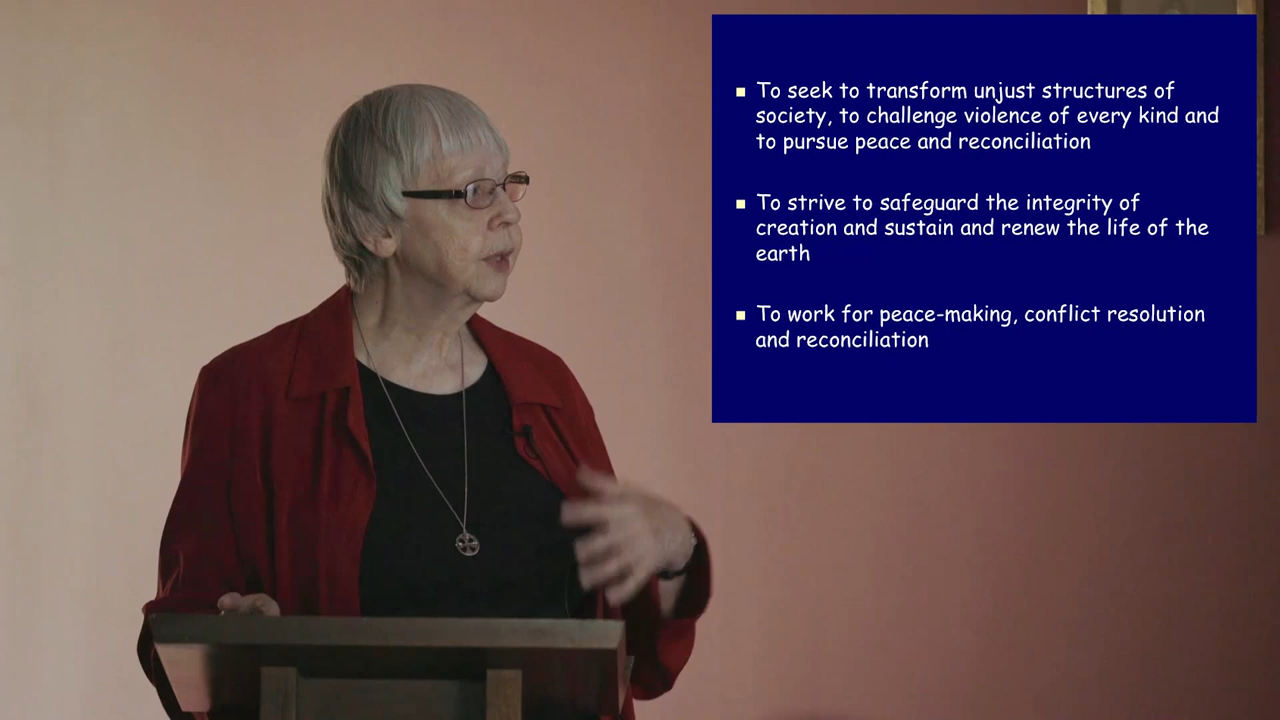 To seek to transform unjust structures of
society, to challenge violence of every kind and
to pursue peace and reconciliation
To strive to safeguard the integrity of
creation and sustain and renew the life of the
earth
To work for peace-making, conflict resolution
and reconciliation